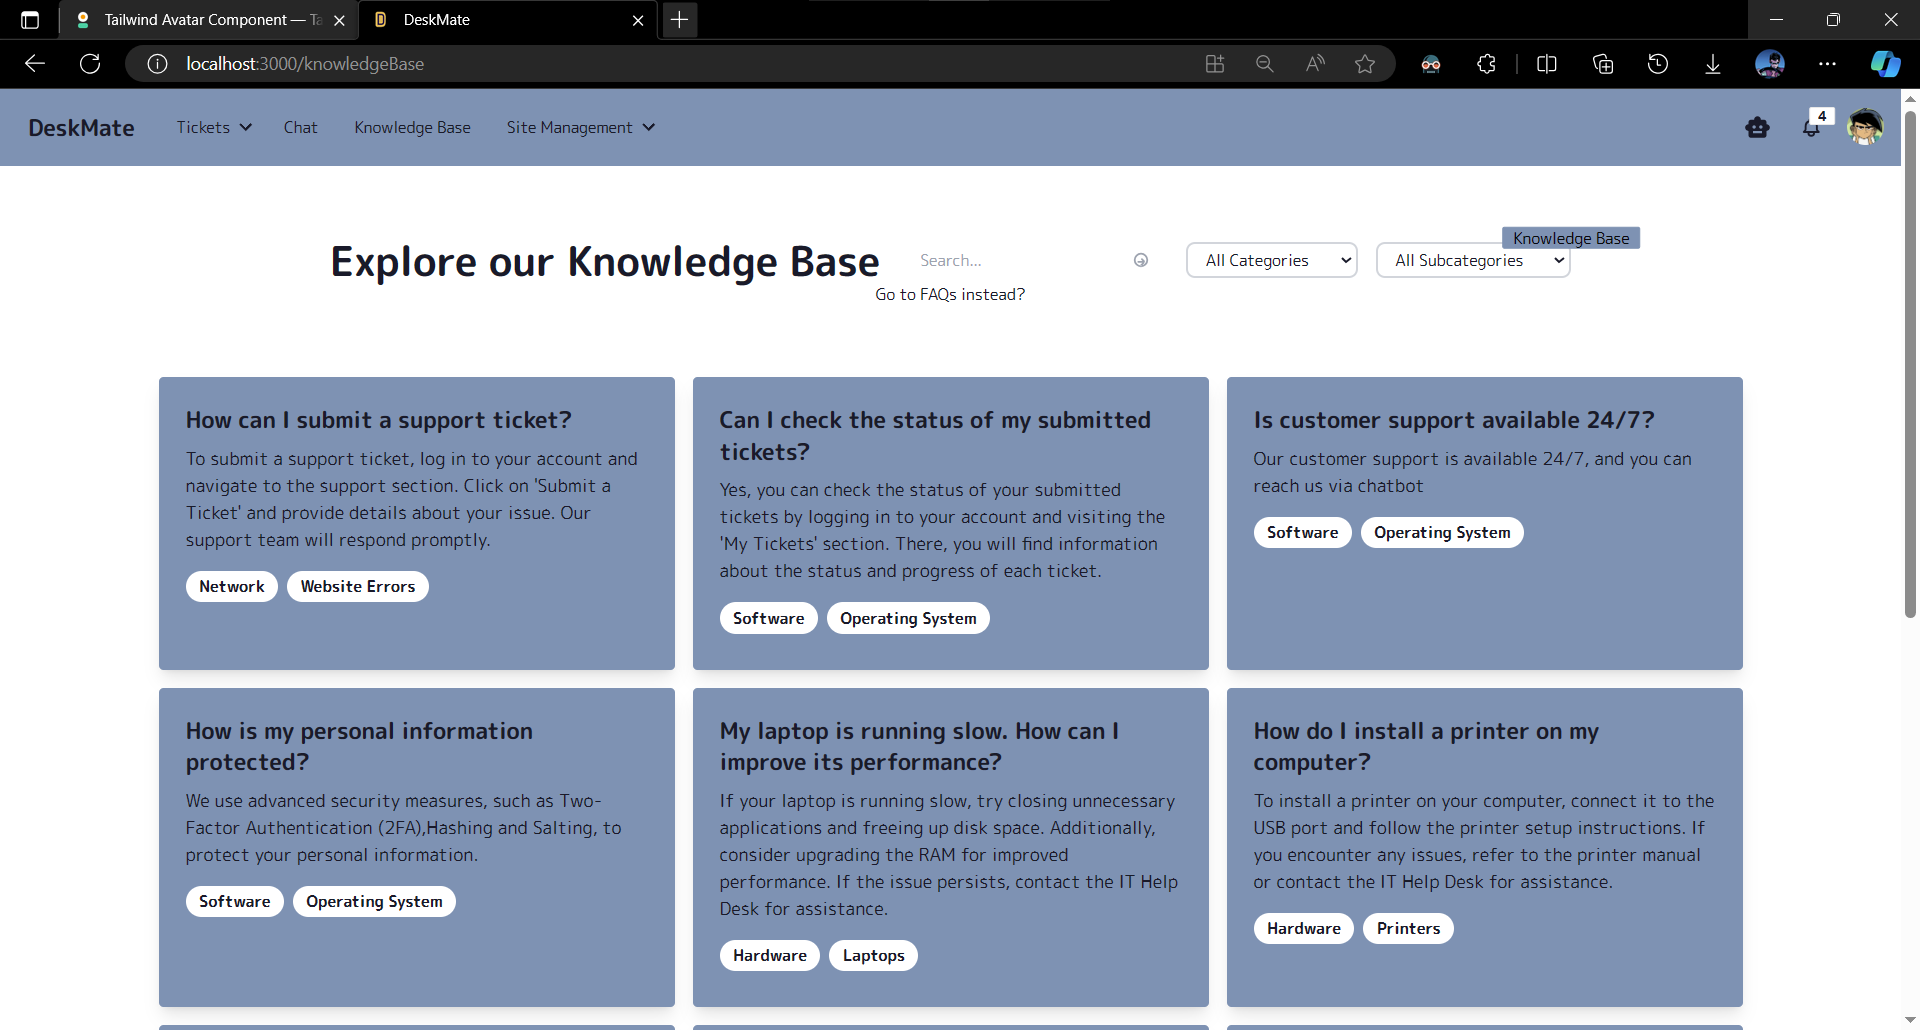 Tailwind Avatar Component — Ta
DeskMate
localhost:3000/knowledgeBase
DeskMate
Tickets
Chat
Knowledge Base
Site Management
4
Explore our Knowledge Base
Search...
All Categories
All Subcategories
Knowledge Base
Go to FAQs instead?
How can I submit a support ticket?
To submit a support ticket, log in to your account and
navigate to the support section. Click on 'Submit a
Ticket' and provide details about your issue. Our
support team will respond promptly.
Network
Website Errors
Can I check the status of my submitted
tickets?
Yes, you can check the status of your submitted
tickets by logging in to your account and visiting the
'My Tickets' section. There, you will find information
about the status and progress of each ticket.
Software
Operating System
Is customer support available 24/7?
Our customer support is available 24/7, and you can
reach us via chatbot
Software
Operating System
How is my personal information
protected?
We use advanced security measures, such as Two-
Factor Authentication (2FA),Hashing and Salting, to
protect your personal information.
Software
Operating System
My laptop is running slow. How can I
improve its performance?
If your laptop is running slow, try closing unnecessary
applications and freeing up disk space. Additionally,
consider upgrading the RAM for improved
performance. If the issue persists, contact the IT Help
Desk for assistance.
Hardware
Laptops
How do I install a printer on my
computer?
To install a printer on your computer, connect it to the
USB port and follow the printer setup instructions. If
you encounter any issues, refer to the printer manual
or contact the IT Help Desk for assistance.
Hardware
Printers